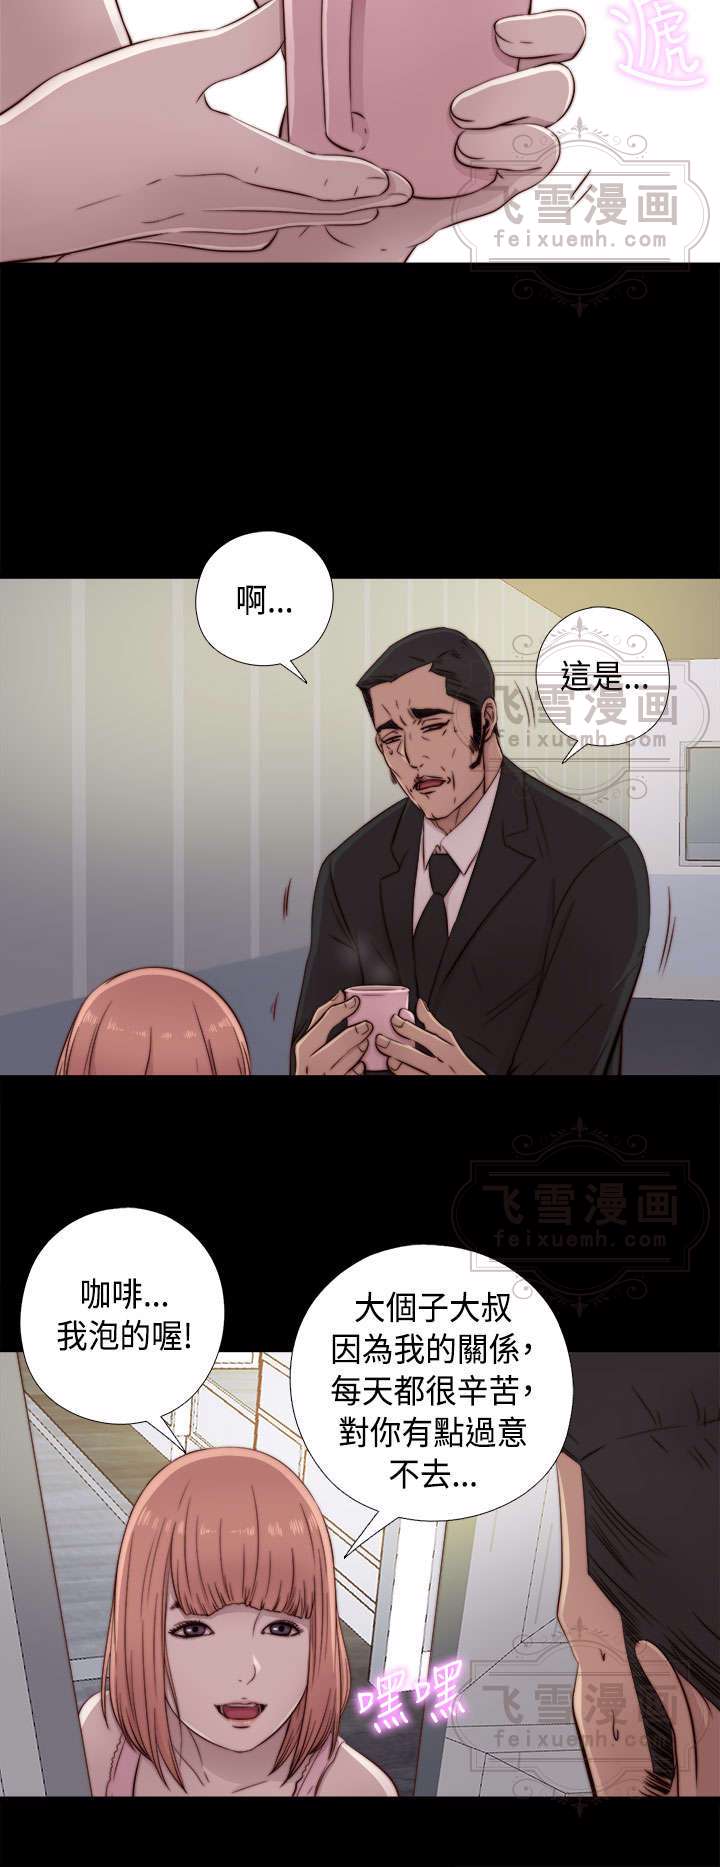 遞
飞雪漫画
feixuemh.com
啊...
這是...
飞雪漫画
feixuemh.com
飞雪漫画
feixuemh.com
咖啡...
我泡的喔!
大個子大叔
因為我的關係，
每天都很辛苦，
對你有點過意
不去...
嘿嘿
飞雪漫画
feixuemh.com